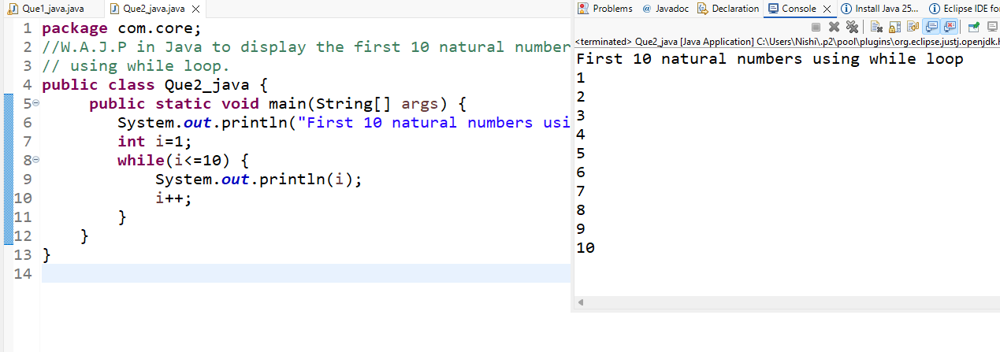 Que1_java.java
Que2_java.java
1 package com.core;
2 //W.A.J.P in Java to display the first 10 natural number
3 // using while loop.
4 public class Que2_java {
5 public static void main(String[] args) {
6 System.out.println("First 10 natural numbers usi
7 int i=1;
8 while(i<=10) {
9 System.out.println(i);
10 i++;
11 }
12 }
13 }
14
Problems @ Javadoc Declaration Console Install Java 25... Eclipse IDE fo
<terminated> Que2_java [Java Application] C:\Users\Nishi\.p2\pool\plugins\org.eclipse.justj.openjdk.h
First 10 natural numbers using while loop
1
2
3
4
5
6
7
8
9
10